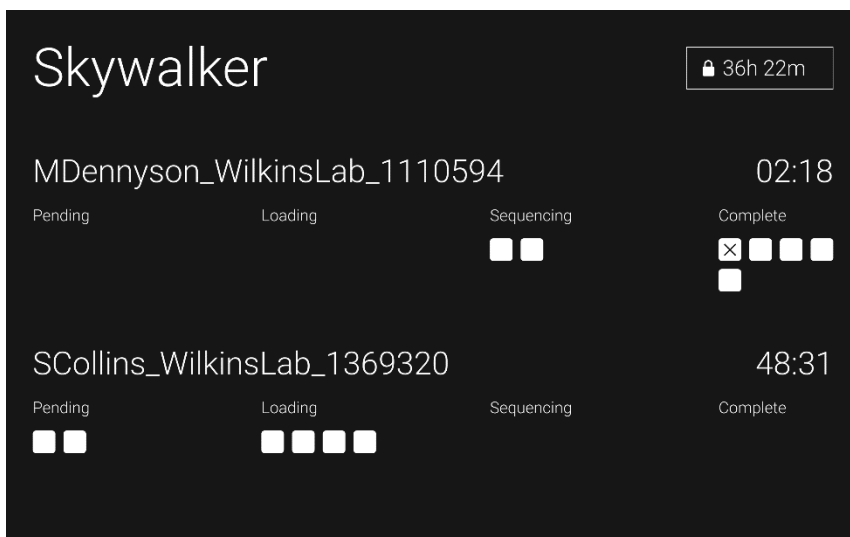 Skywalker
36h 22m
MDennyson_WilkinsLab_1110594 02:18
Pending Loading Sequencing Complete
SCollins_WilkinsLab_1369320 48:31
Pending Loading Sequencing Complete